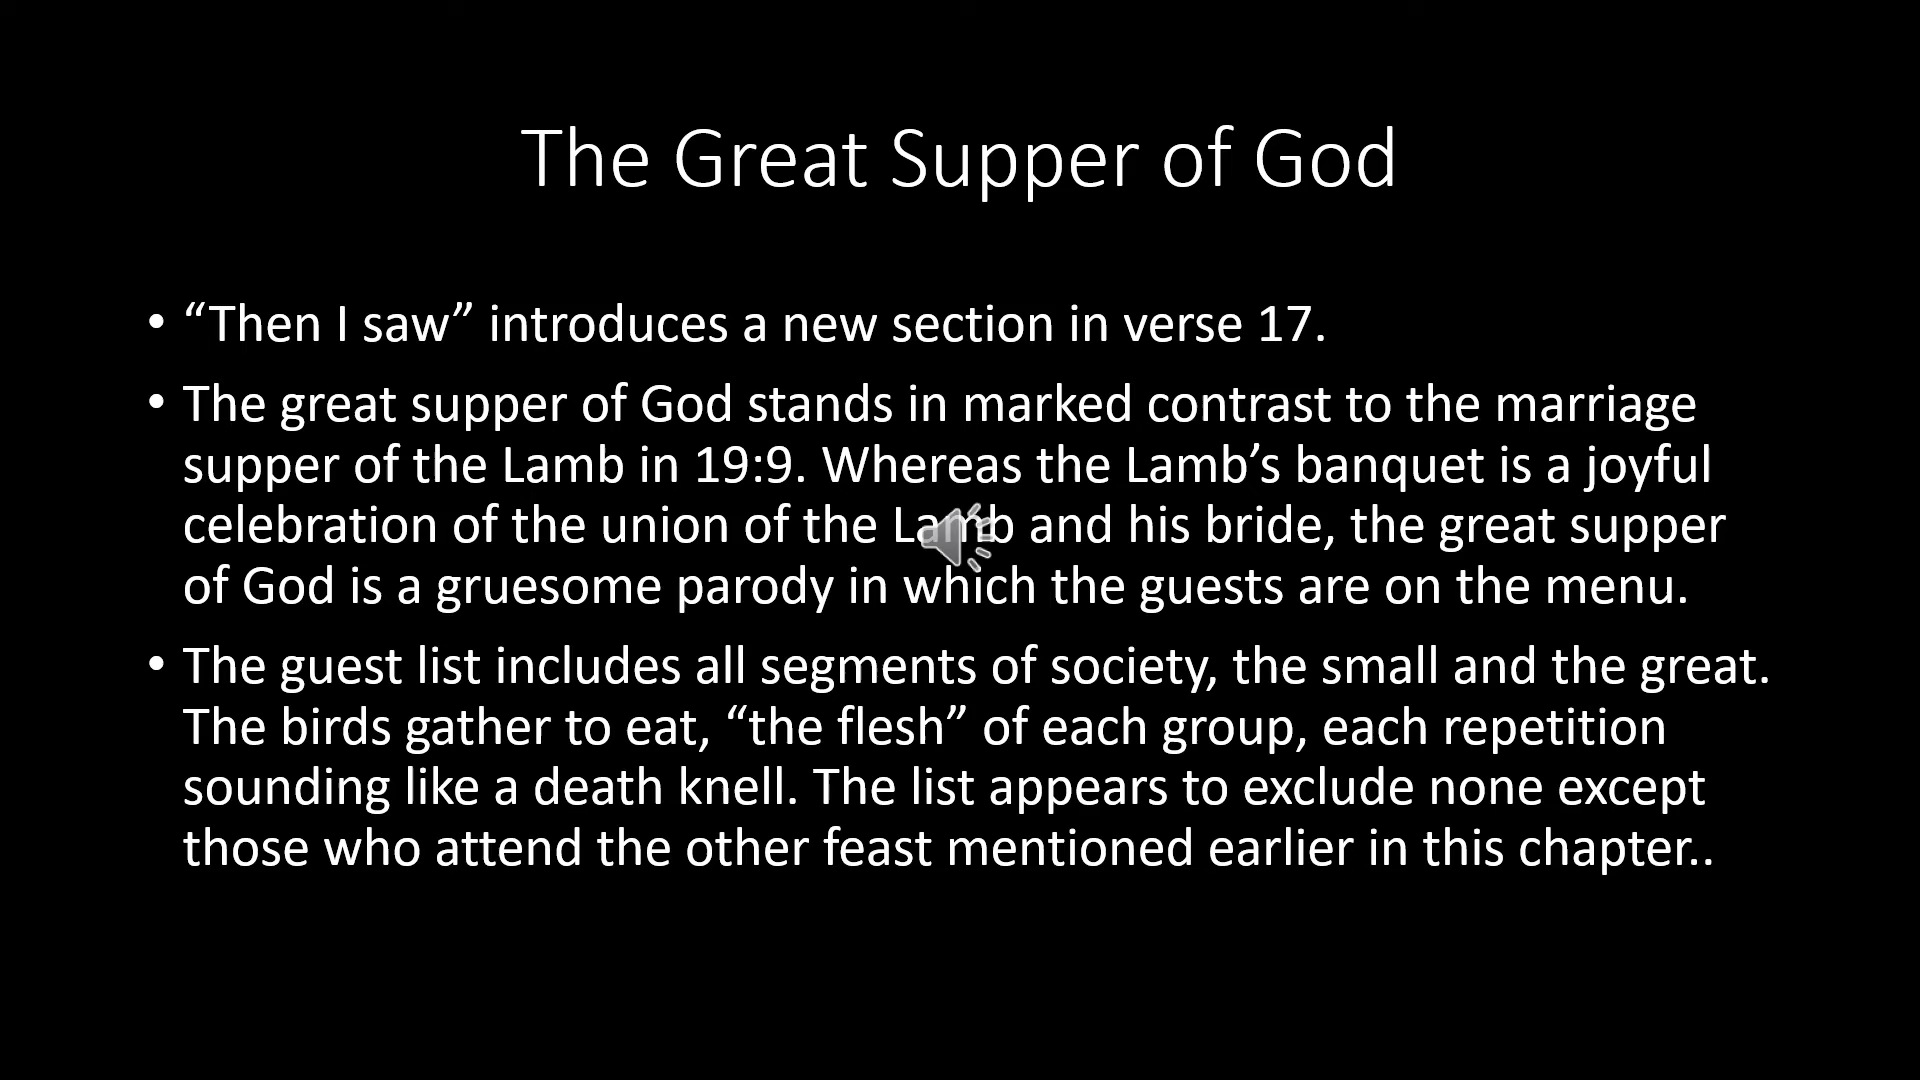 The Great Supper of God
• “Then I saw” introduces a new section in verse 17.
• The great supper of God stands in marked contrast to the marriage
supper of the Lamb in 19:9. Whereas the Lamb’s banquet is a joyful
celebration of the union of the Lamb and his bride, the great supper
of God is a gruesome parody in which the guests are on the menu.
• The guest list includes all segments of society, the small and the great.
The birds gather to eat, “the flesh” of each group, each repetition
sounding like a death knell. The list appears to exclude none except
those who attend the other feast mentioned earlier in this chapter..